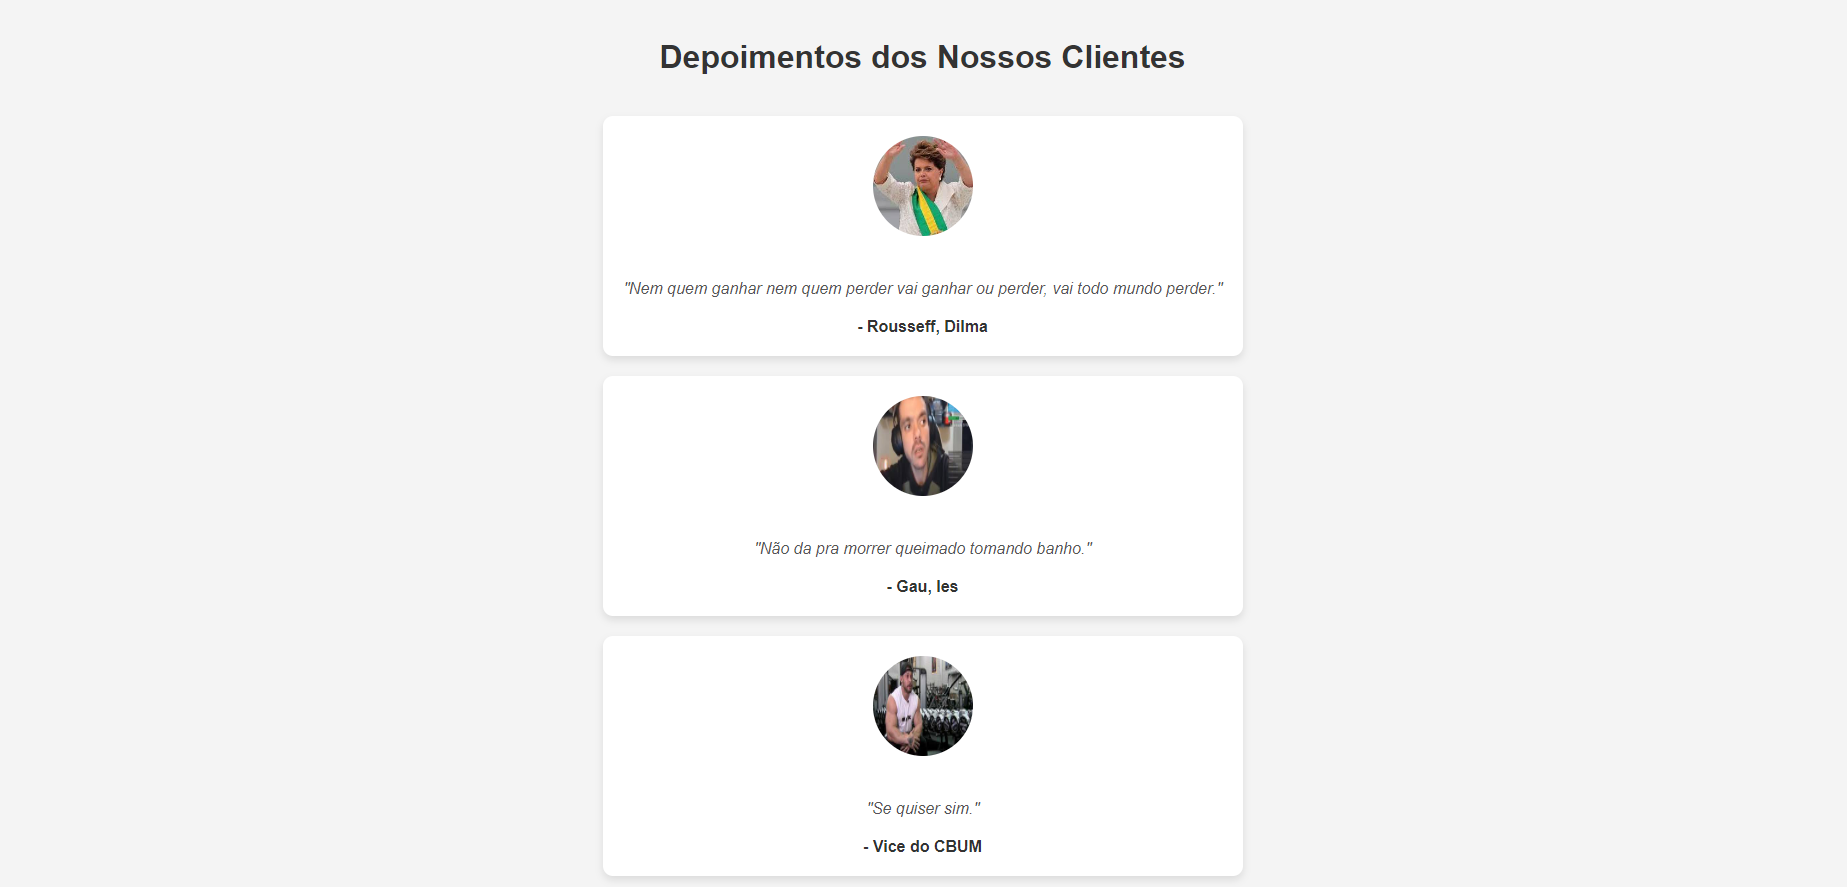 Depoimentos dos Nossos Clientes
"Nem quem ganhar nem quem perder vai ganhar ou perder, vai todo mundo perder."
- Rousseff, Dilma
"Não da pra morrer queimado tomando banho."
- Gau, les
"Se quiser sim."
- Vice do CBUM